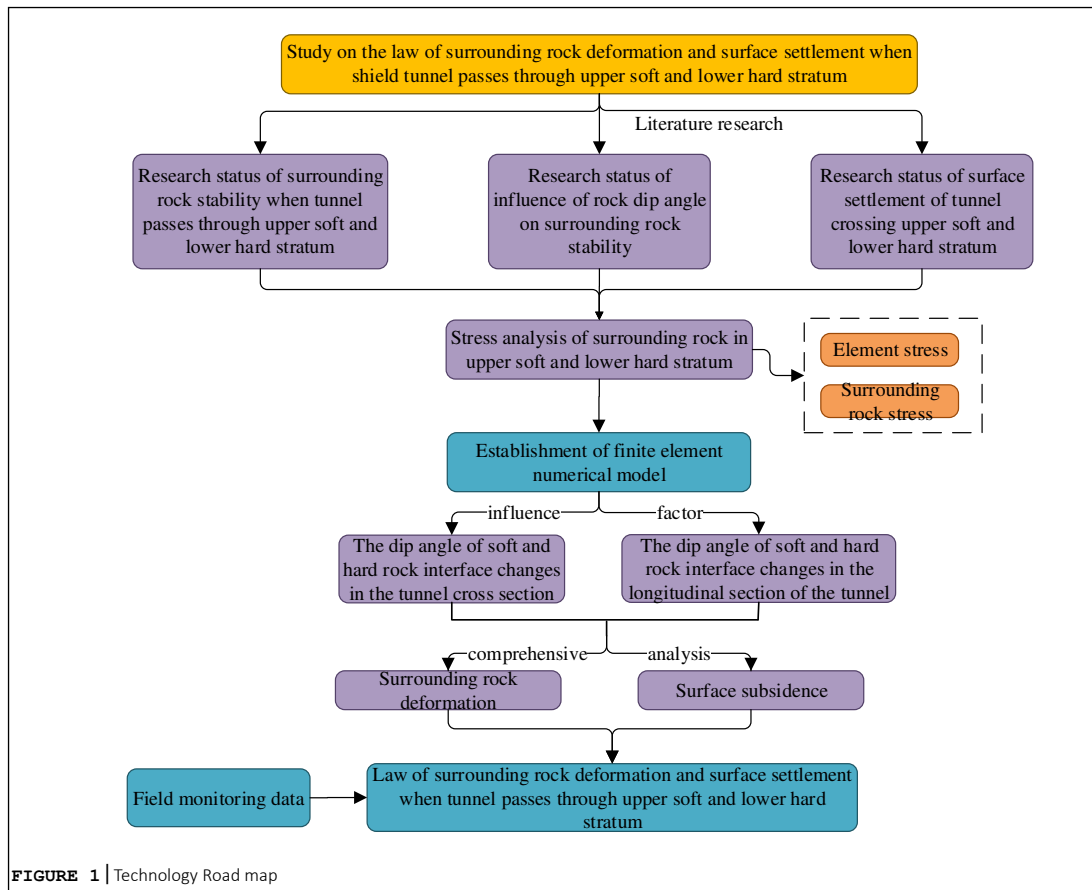 Study on the law of surrounding rock deformation and surface settlement when
shield tunnel passes through upper soft and lower hard stratum
Literature research
Research status of surrounding
rock stability when tunnel
passes through upper soft and
lower hard stratum
Research status of
influence of rock dip angle
on surrounding rock
stability
Research status of surface
settlement of tunnel
crossing upper soft and
lower hard stratum
Stress analysis of surrounding rock in
upper soft and lower hard stratum
Element stress
Surrounding
rock stress
Establishment of finite element
numerical model
influence
factor
The dip angle of soft and
hard rock interface changes
in the tunnel cross section
The dip angle of soft and hard
rock interface changes in the
longitudinal section of the tunnel
comprehensive
analysis
Surrounding rock
deformation
Surface subsidence
Field monitoring data
Law of surrounding rock deformation and surface settlement
when tunnel passes through upper soft and lower hard
stratum
FIGURE 1 | Technology Road map